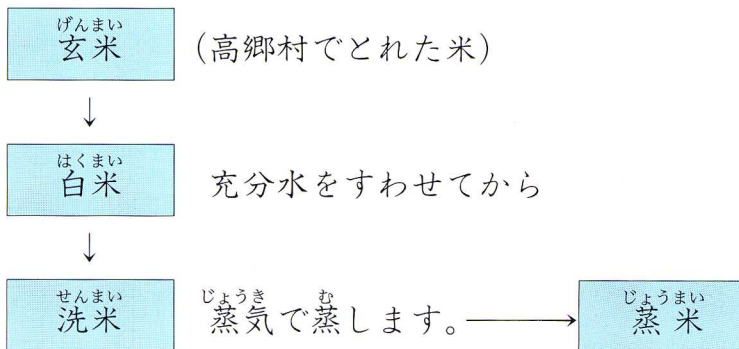 げんまい
玄米 (高郷村でとれた米)
↓
はくまい
白米 充分水をすわせてから
↓
せんまい じょうき む じょうまい
洗米 蒸気で蒸します。→ 蒸米